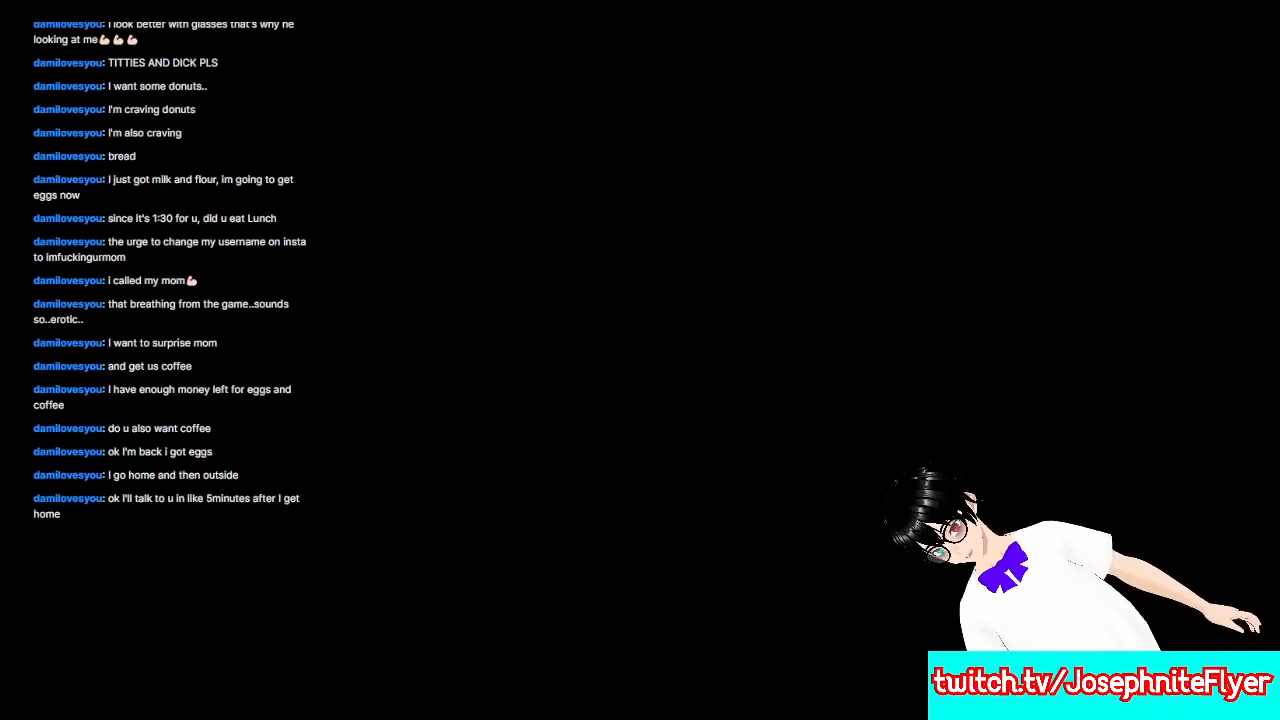 damilovesyou: I look better with glasses that's why he
looking at me💪🏻💪🏻💪🏻
damilovesyou: TITTIES AND DICK PLS
damilovesyou: I want some donuts..
damilovesyou: I'm craving donuts
damilovesyou: I'm also craving
damilovesyou: bread
damilovesyou: I just got milk and flour, im going to get
eggs now
damilovesyou: since it's 1:30 for u, did u eat Lunch
damilovesyou: the urge to change my username on insta
to imfuckingurmom
damilovesyou: i called my mom💪🏻
damilovesyou: that breathing from the game..sounds
so..erotic..
damilovesyou: I want to surprise mom
damilovesyou: and get us coffee
damilovesyou: I have enough money left for eggs and
coffee
damilovesyou: do u also want coffee
damilovesyou: ok I'm back i got eggs
damilovesyou: I go home and then outside
damilovesyou: ok I'll talk to u in like 5minutes after I get
home
twitch.tv/JosephniteFlyer